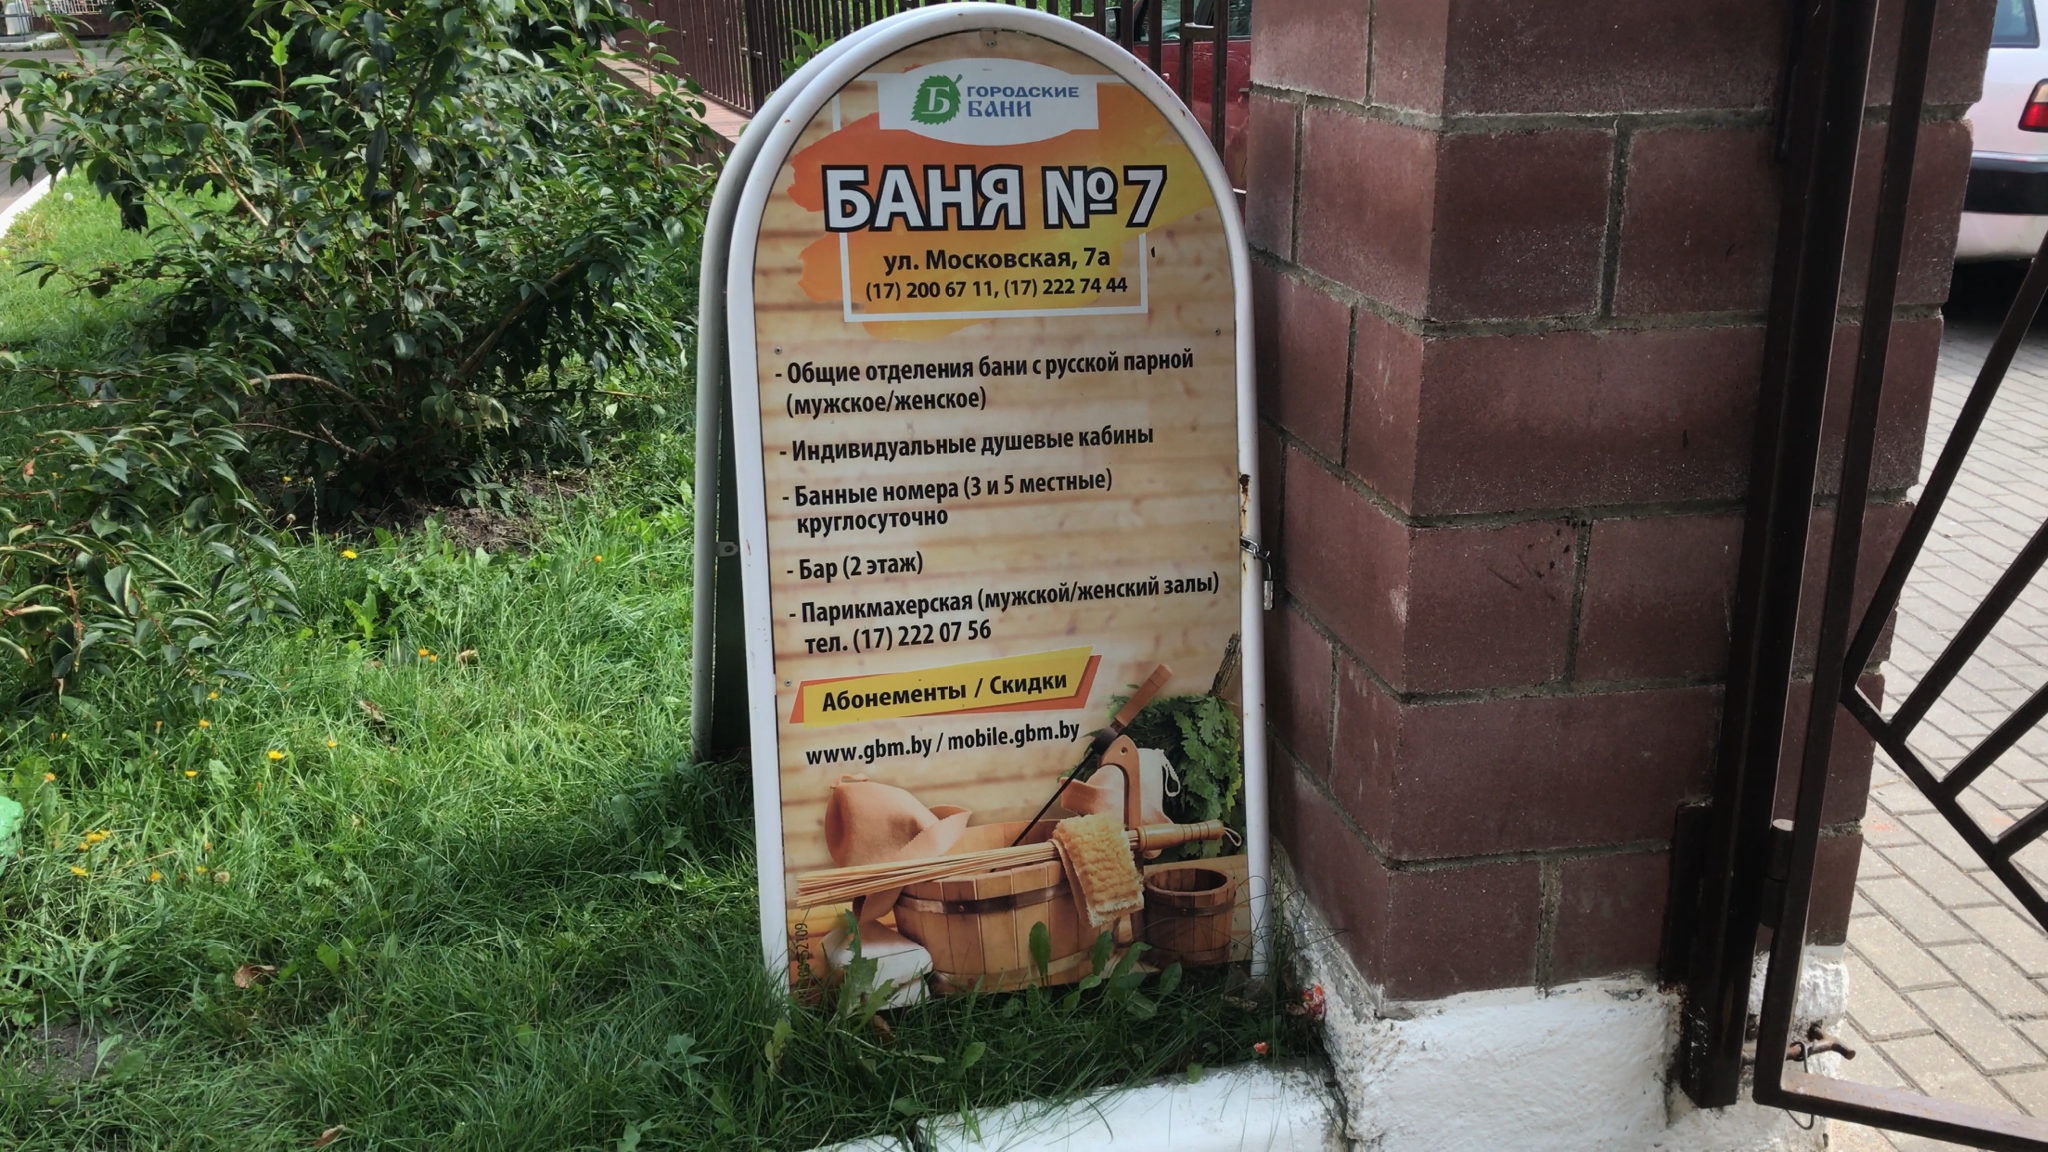 Б
ГОРОДСКИЕ
БАНИ
БАНЯ №7
ул. Московская, 7а
(17) 200 67 11, (17) 222 74 44
- Общие отделения бани с русской парной
(мужское/женское)
- Индивидуальные душевые кабины
- Банные номера (3 и 5 местные)
круглосуточно
- Бар (2 этаж)
- Парикмахерская (мужской/женский залы)
тел. (17) 222 07 56
Абонементы / Скидки
www.gbm.by / mobile.gbm.by